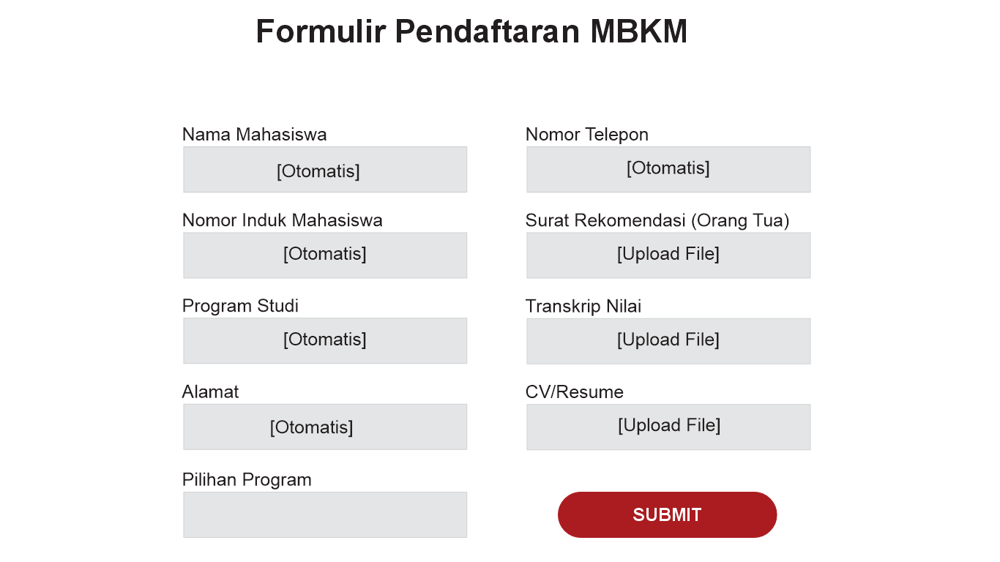 Formulir Pendaftaran MBKM
Nama Mahasiswa
[Otomatis]
Nomor Induk Mahasiswa
[Otomatis]
Program Studi
[Otomatis]
Alamat
[Otomatis]
Pilihan Program
Nomor Telepon
[Otomatis]
Surat Rekomendasi (Orang Tua)
[Upload File]
Transkrip Nilai
[Upload File]
CV/Resume
[Upload File]
SUBMIT